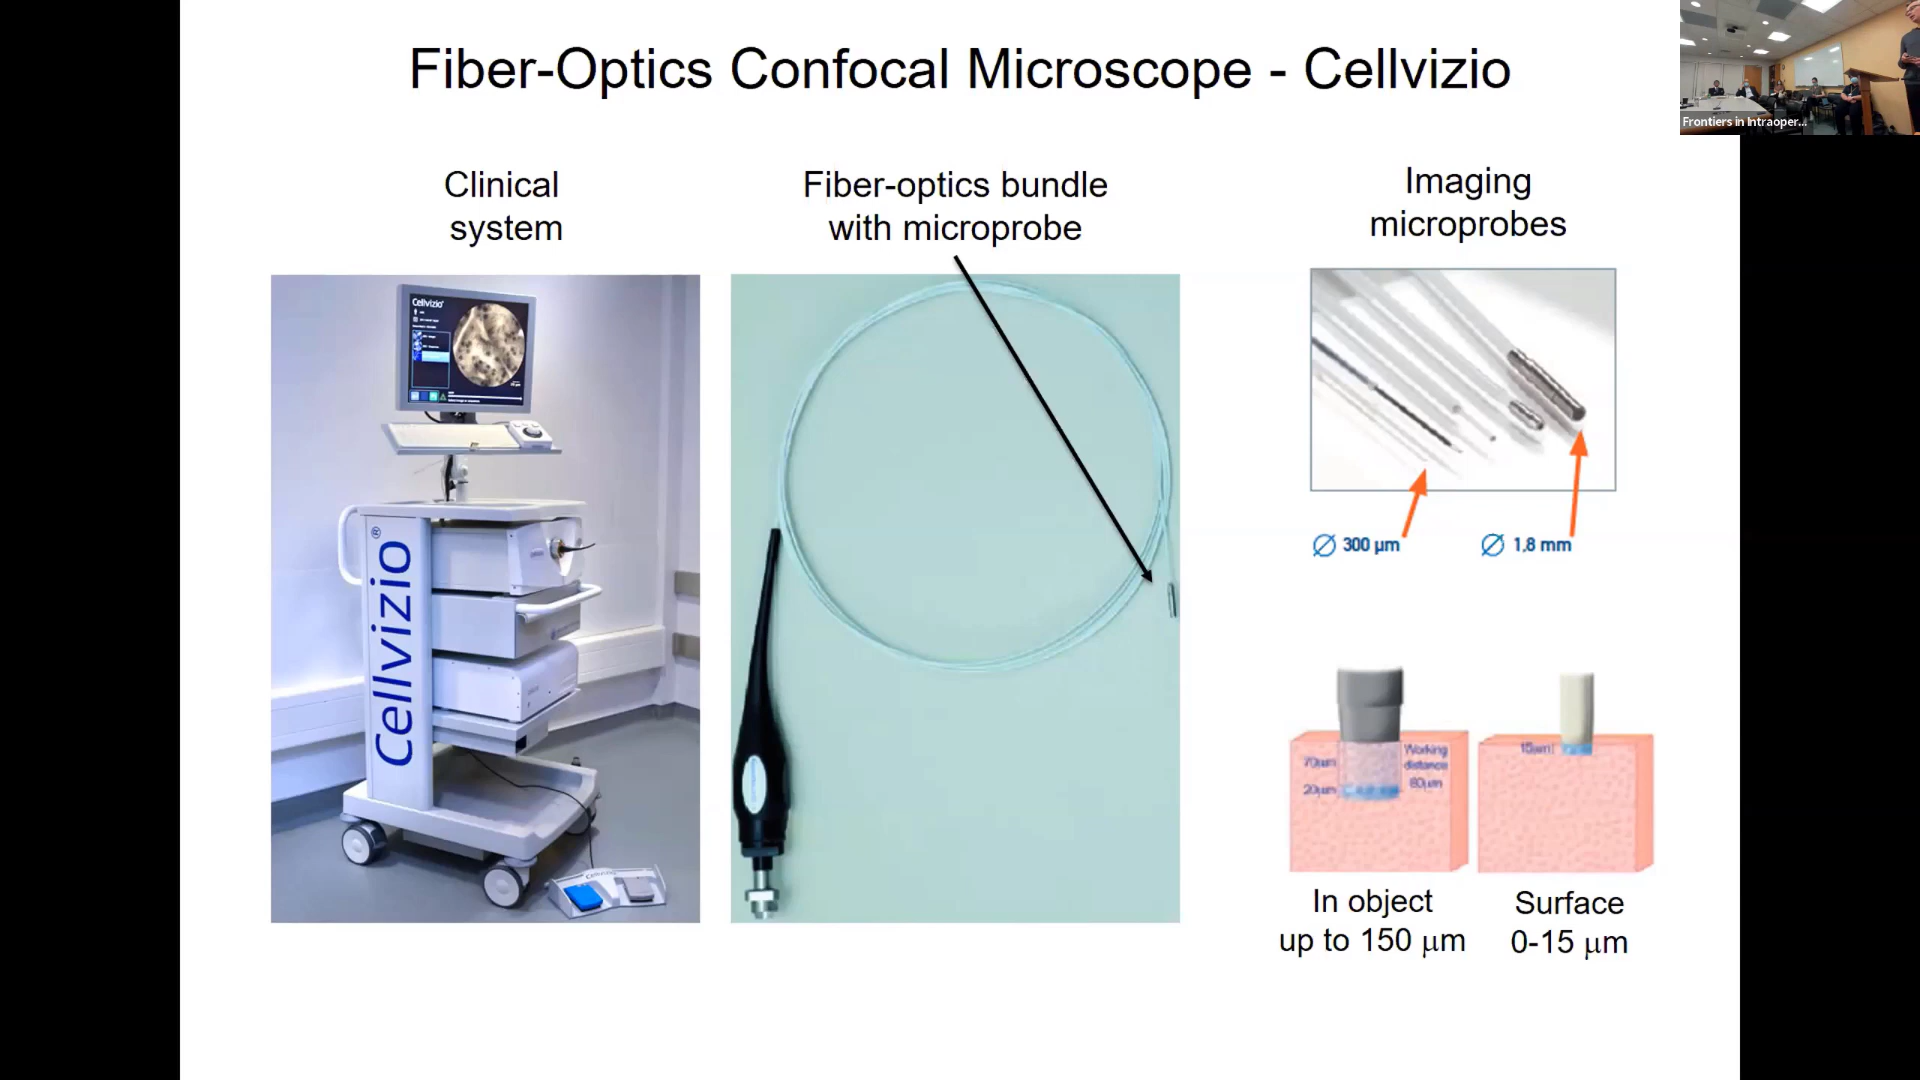 Fiber-Optics Confocal Microscope - Cellvizio
Frontiers in Intraoper...
Clinical
system
Fiber-optics bundle
with microprobe
Imaging
microprobes
Cellvizio
Cellvizio®
Ø 300 µm
Ø 1.8 mm
70µm
20µm
Working
distance
60µm
15µm
In object
up to 150 µm
Surface
0-15 µm